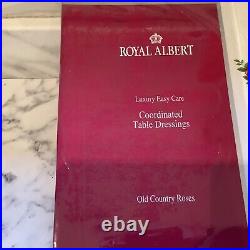 ROYAL ALBERT
Luxury Easy Care
Coordinated
Table Dressings
Old Country Roses